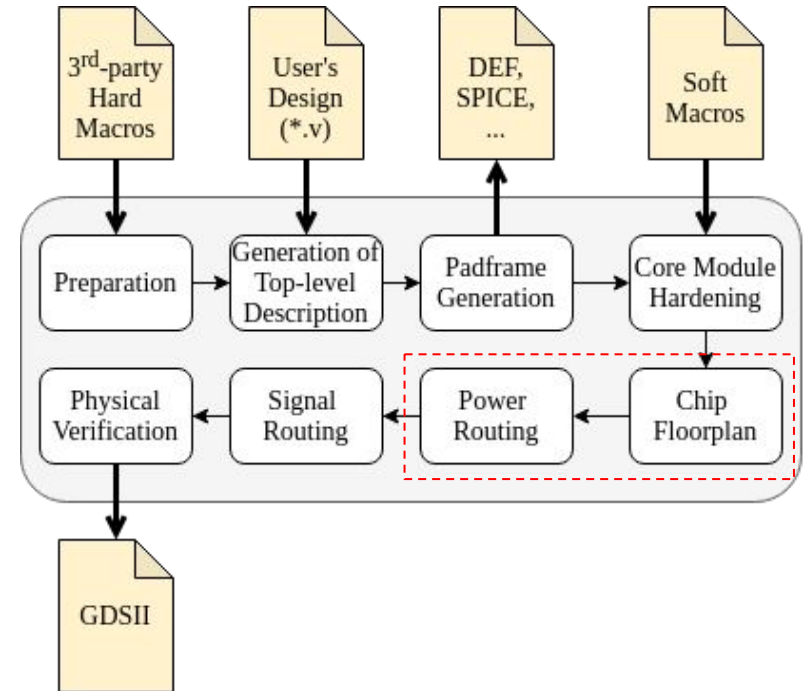 3rd-party
Hard
Macros
User's
Design
(*.v)
DEF,
SPICE,
...
Soft
Macros
Preparation
Generation of
Top-level
Description
Padframe
Generation
Core Module
Hardening
Physical
Verification
Signal
Routing
Power
Routing
Chip
Floorplan
GDSII